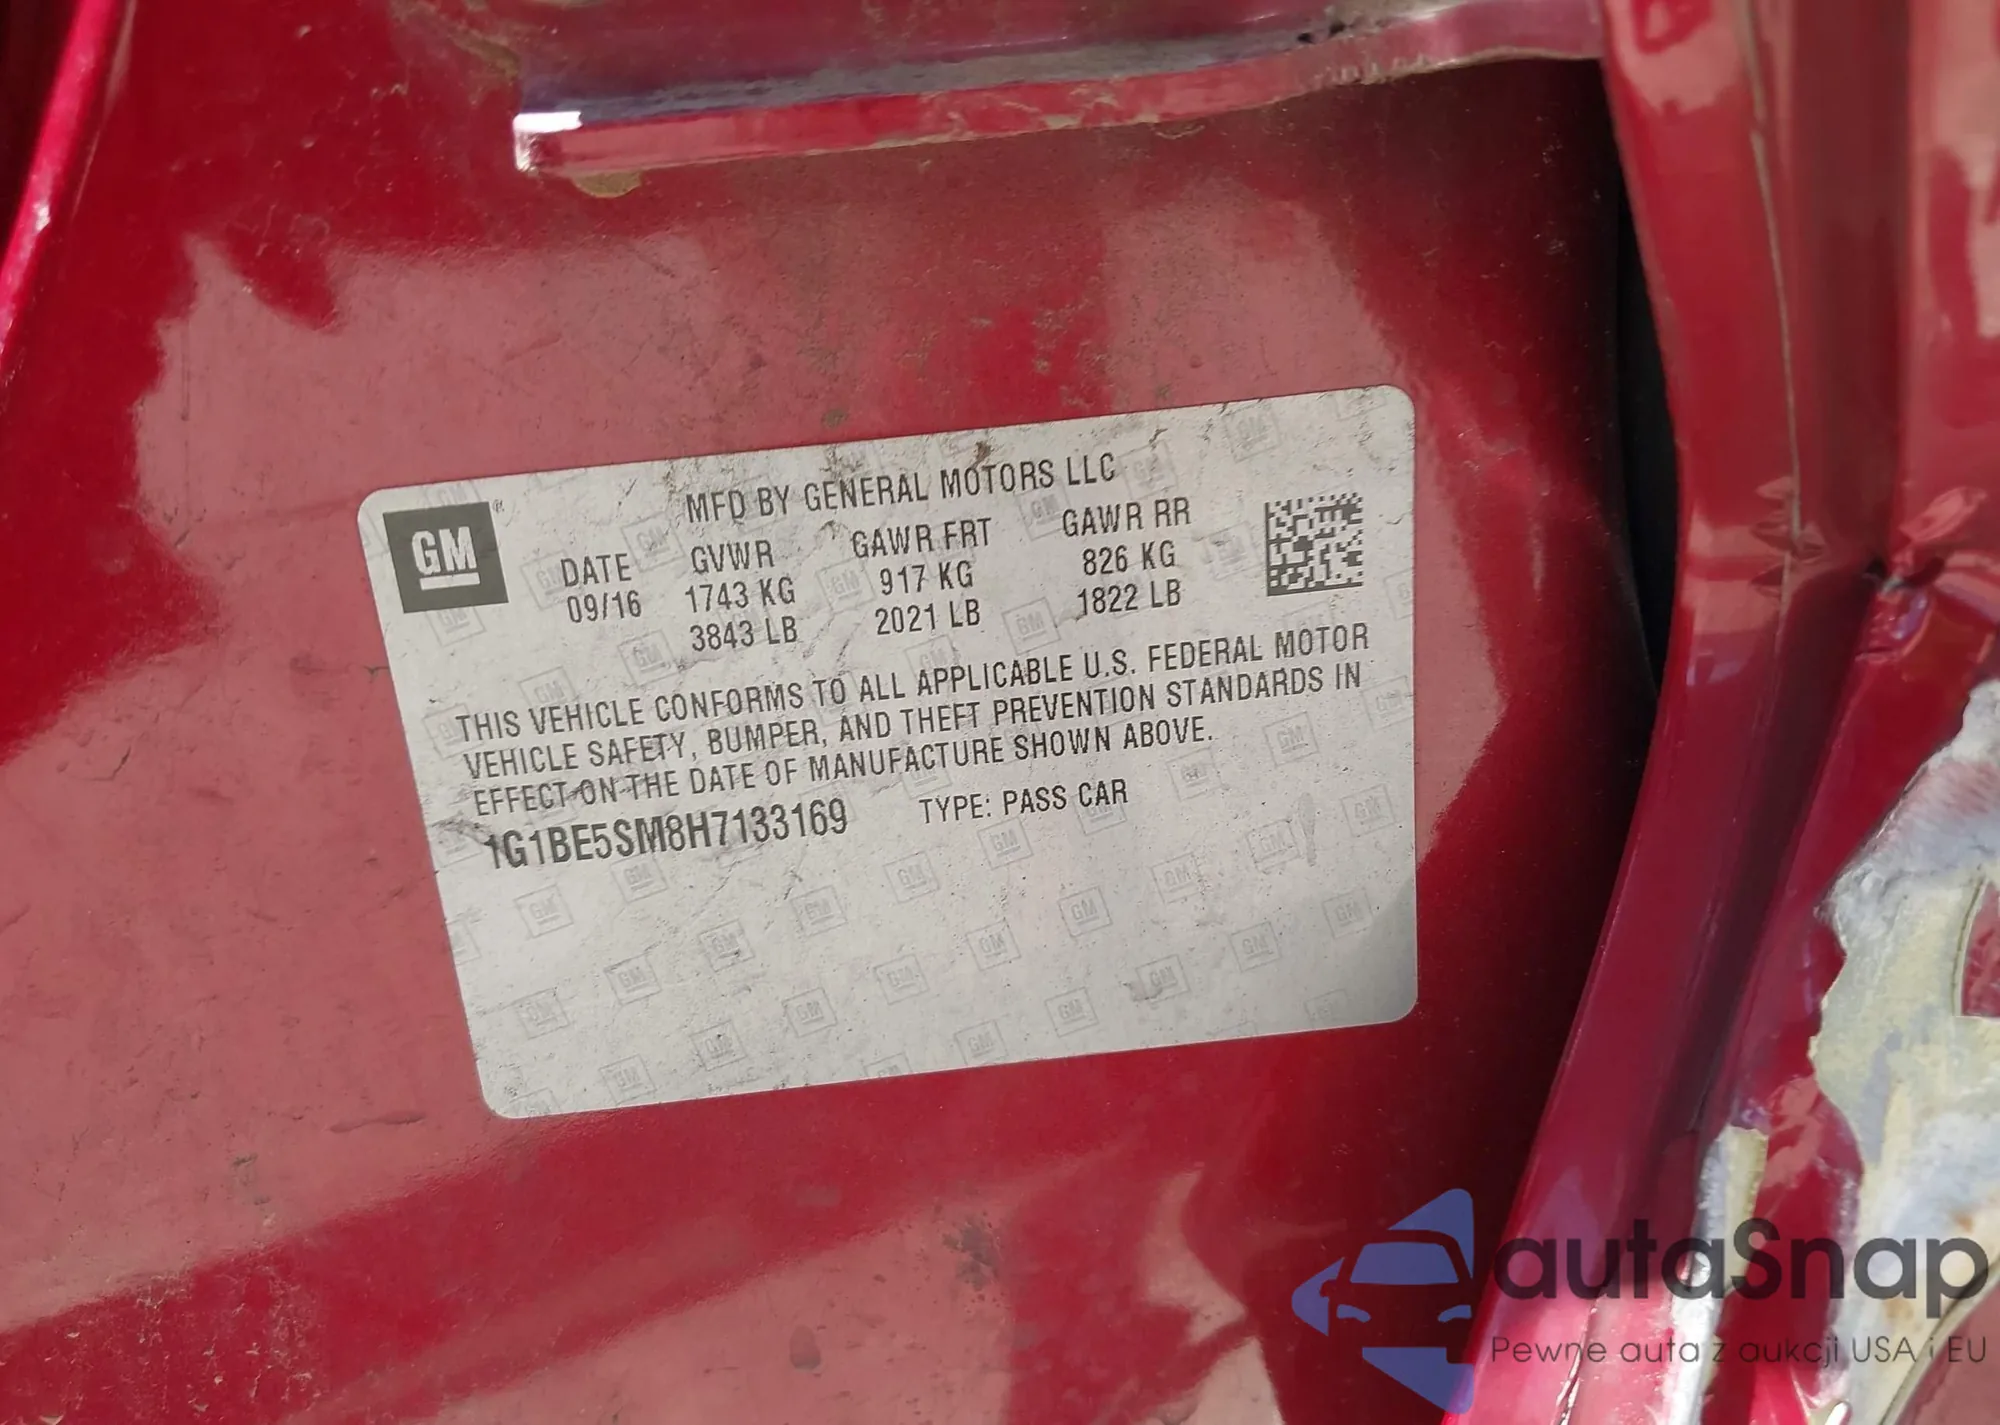 GM
MFD BY GENERAL MOTORS LLC
DATE GVWR GAWR FRT GAWR RR
09/16 1743 KG 917 KG 826 KG
3843 LB 2021 LB 1822 LB
THIS VEHICLE CONFORMS TO ALL APPLICABLE U.S. FEDERAL MOTOR
VEHICLE SAFETY, BUMPER, AND THEFT PREVENTION STANDARDS IN
EFFECT ON THE DATE OF MANUFACTURE SHOWN ABOVE.
1G1BE5SM8H7133169 TYPE: PASS CAR
autaSnap
Pewne auta z aukcji USA i EU